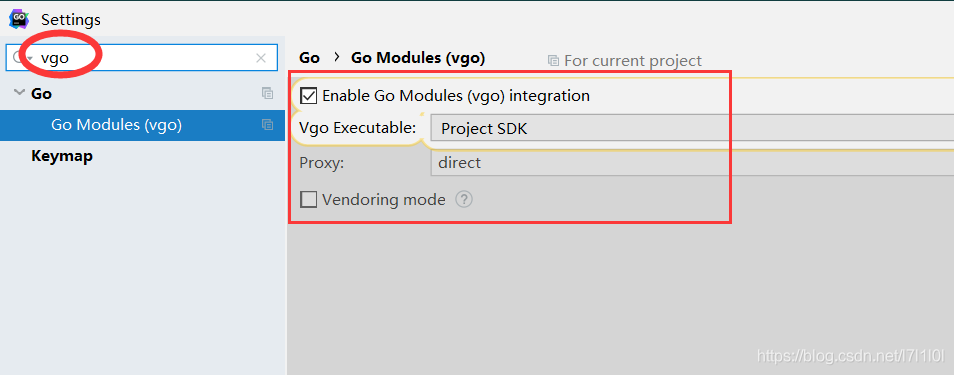 GO
Settings
vgo
Go
Go Modules (vgo)
Keymap
Go › Go Modules (vgo) For current project
Enable Go Modules (vgo) integration
Vgo Executable: Project SDK
Proxy: direct
Vendoring mode ?
https://blog.csdn.net/l7l1l0l